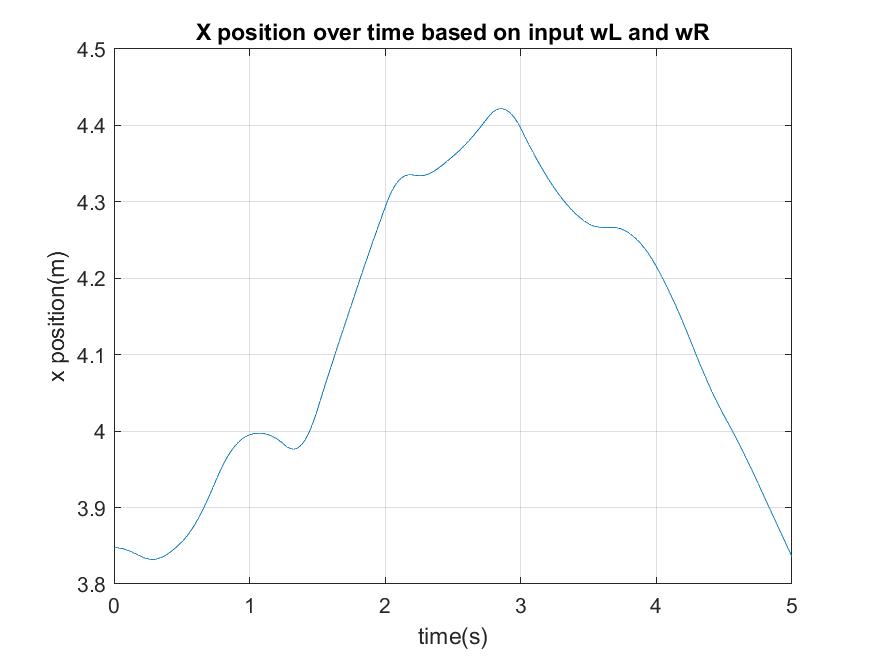 X position over time based on input wL and wR
4.5
4.4
4.3
4.2
4.1
4
3.9
3.8
x position(m)
0 1 2 3 4 5
time(s)